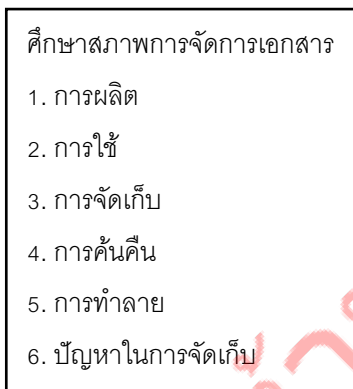 ศึกษาสภาพการจัดการเอกสาร
1. การผลิต
2. การใช้
3. การจัดเก็บ
4. การค้นคืน
5. การทำลาย
6. ปัญหาในการจัดเก็บ